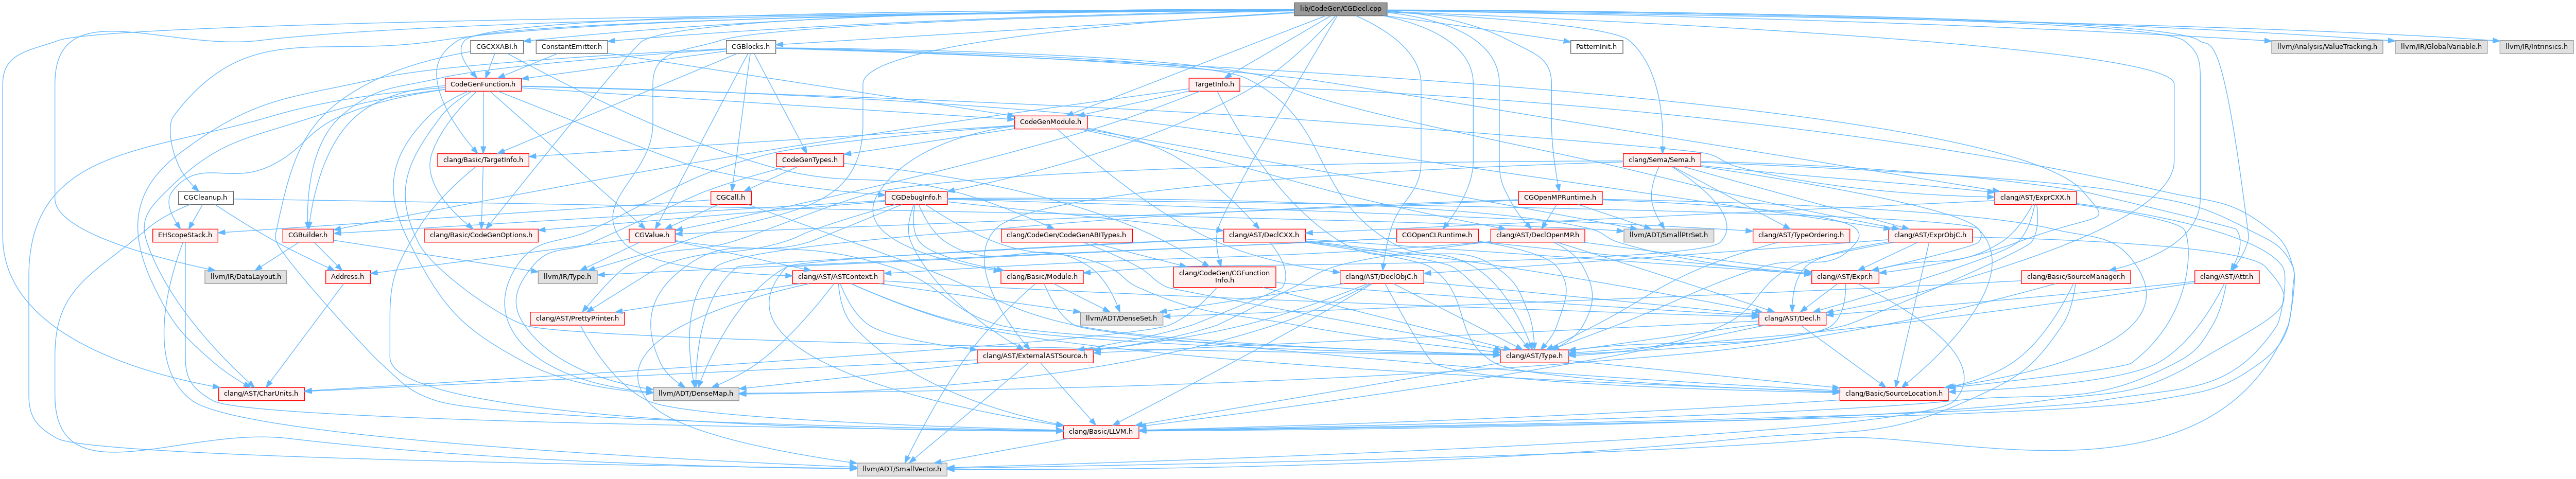 lib/CodeGen/CGDecl.cpp
CGCXXABI.h
ConstantEmitter.h
CGBlocks.h
PatternInit.h
llvm/Analysis/ValueTracking.h
llvm/IR/GlobalVariable.h
llvm/IR/Intrinsics.h
CodeGenFunction.h
TargetInfo.h
CodeGenModule.h
clang/Basic/TargetInfo.h
CodeGenTypes.h
clang/Sema/Sema.h
CGCleanup.h
CGCall.h
CGDebugInfo.h
CGOpenMPRuntime.h
clang/AST/ExprCXX.h
EHScopeStack.h
CGBuilder.h
clang/Basic/CodeGenOptions.h
CGValue.h
clang/CodeGen/CodeGenABITypes.h
clang/AST/DeclCXX.h
CGOpenCLRuntime.h
clang/AST/DeclOpenMP.h
llvm/ADT/SmallPtrSet.h
clang/AST/TypeOrdering.h
clang/AST/ExprObjC.h
llvm/IR/DataLayout.h
Address.h
llvm/IR/Type.h
clang/AST/ASTContext.h
clang/Basic/Module.h
clang/CodeGen/CGFunction
Info.h
clang/AST/DeclObjC.h
clang/AST/Expr.h
clang/Basic/SourceManager.h
clang/AST/Attr.h
clang/AST/PrettyPrinter.h
llvm/ADT/DenseSet.h
clang/AST/Decl.h
clang/AST/ExternalASTSource.h
clang/AST/Type.h
clang/AST/CharUnits.h
llvm/ADT/DenseMap.h
clang/Basic/SourceLocation.h
clang/Basic/LLVM.h
llvm/ADT/SmallVector.h